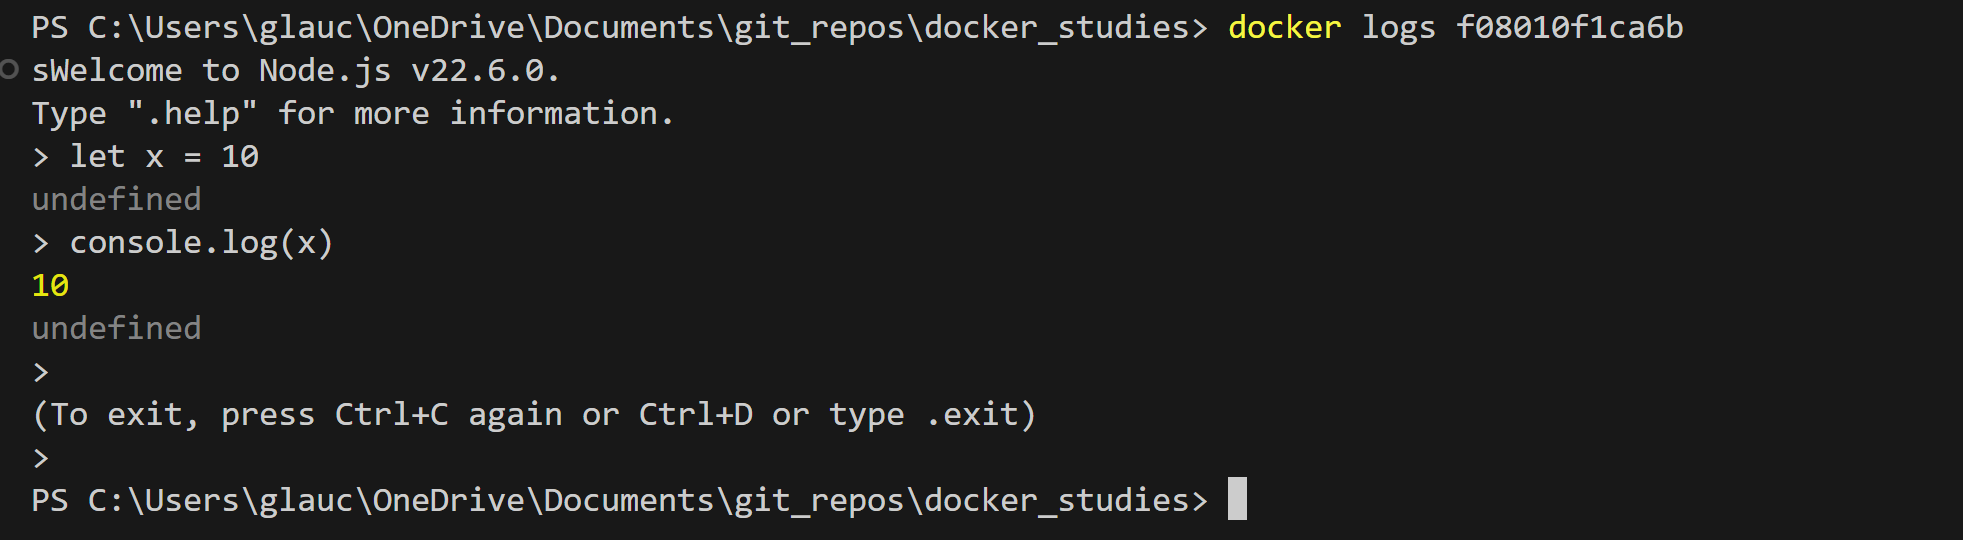 PS C:\Users\glauc\OneDrive\Documents\git_repos\docker_studies> docker logs f08010f1ca6b
sWelcome to Node.js v22.6.0.
Type ".help" for more information.
> let x = 10
undefined
> console.log(x)
10
undefined
>
(To exit, press Ctrl+C again or Ctrl+D or type .exit)
>
PS C:\Users\glauc\OneDrive\Documents\git_repos\docker_studies>